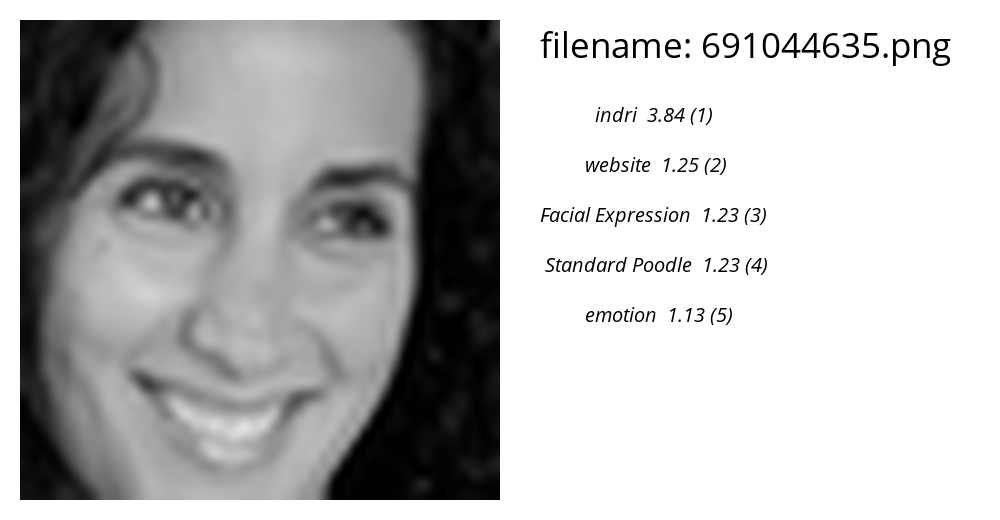 filename: 691044635.png
indri 3.84 (1)
website 1.25 (2)
Facial Expression 1.23 (3)
Standard Poodle 1.23 (4)
emotion 1.13 (5)